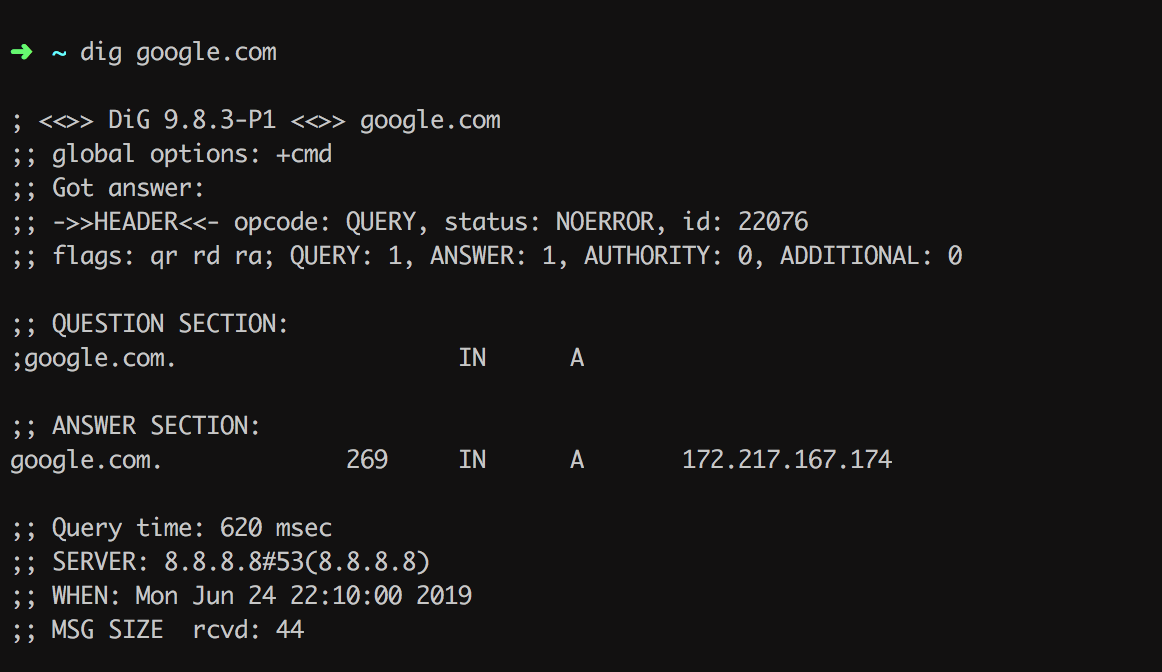 ➜ ~ dig google.com
; <<>> DiG 9.8.3-P1 <<>> google.com
;; global options: +cmd
;; Got answer:
;; ->>HEADER<<- opcode: QUERY, status: NOERROR, id: 22076
;; flags: qr rd ra; QUERY: 1, ANSWER: 1, AUTHORITY: 0, ADDITIONAL: 0
;; QUESTION SECTION:
;google.com. IN A
;; ANSWER SECTION:
google.com. 269 IN A 172.217.167.174
;; Query time: 620 msec
;; SERVER: 8.8.8.8#53(8.8.8.8)
;; WHEN: Mon Jun 24 22:10:00 2019
;; MSG SIZE  rcvd: 44